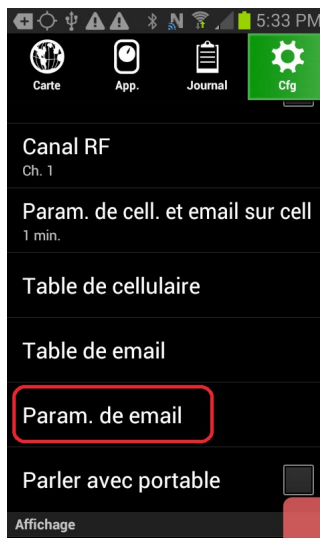 5:33 PM
Carte App. Journal Cfg
Canal RF
Ch. 1
Param. de cell. et email sur cell
1 min.
Table de cellulaire
Table de email
Param. de email
Parler avec portable
Affichage